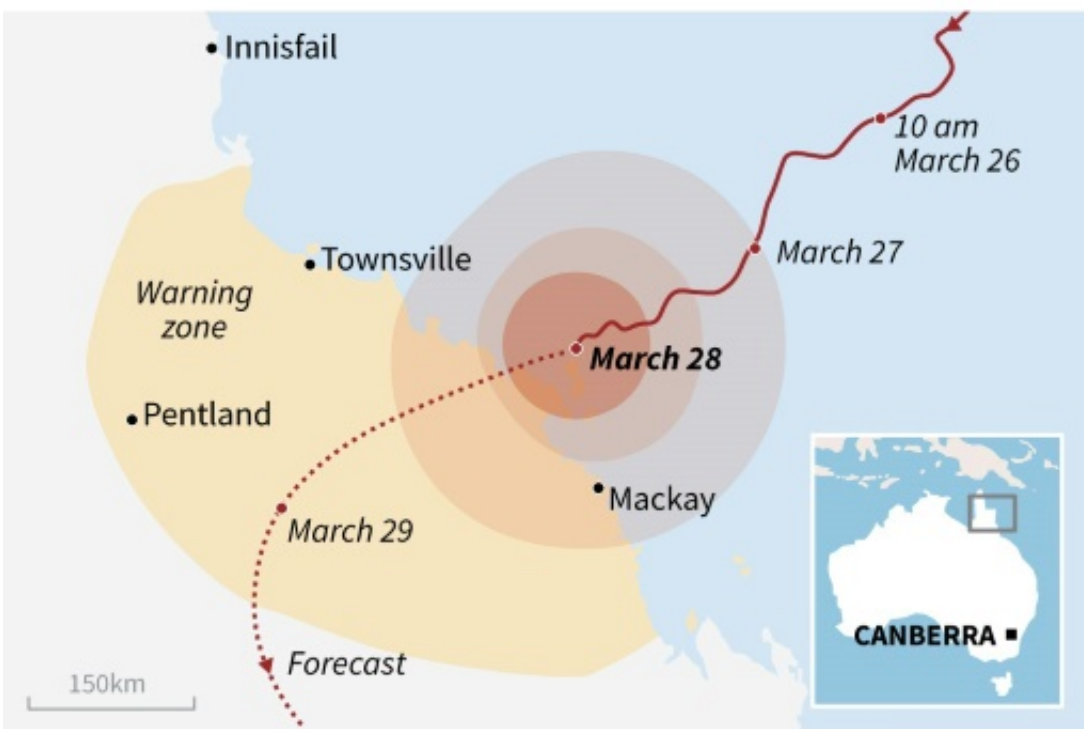 Innisfail
10 am
March 26
Townsville
March 27
Warning
zone
March 28
Pentland
Mackay
March 29
CANBERRA
Forecast
150km